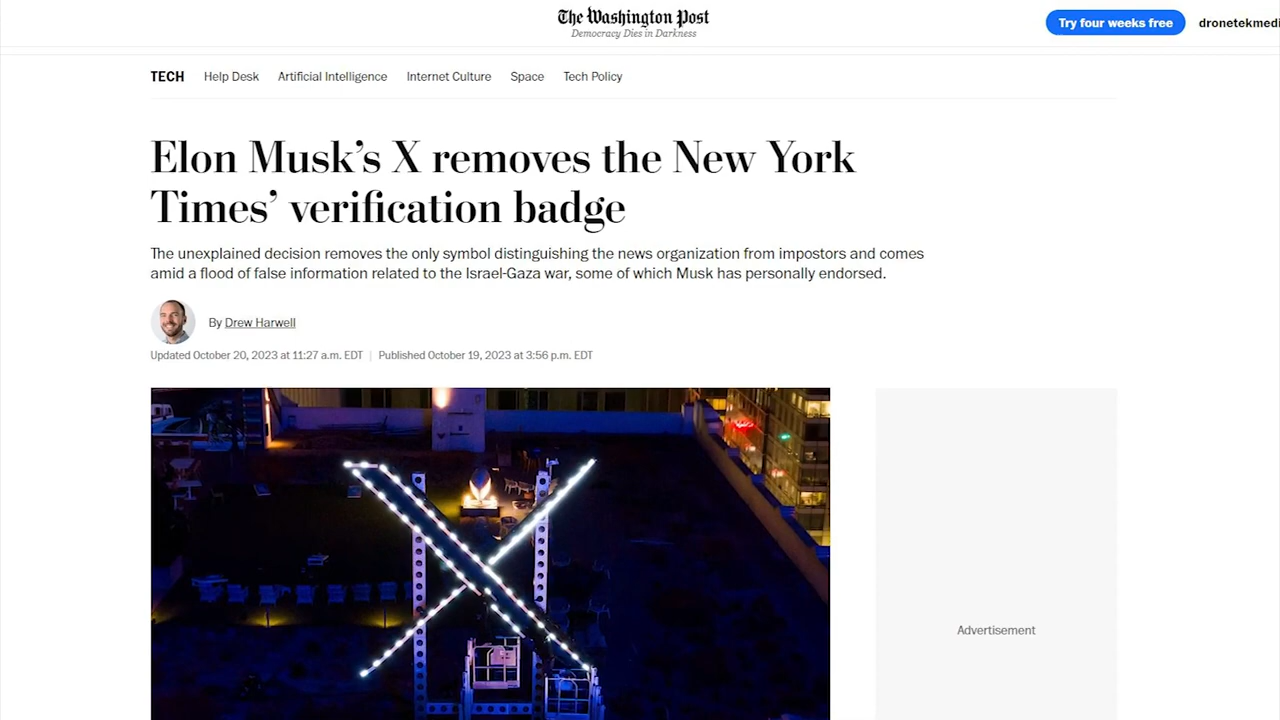 The Washington Post
Democracy Dies in Darkness
Try four weeks free
dronetekmedi
TECH
Help Desk
Artificial Intelligence
Internet Culture
Space
Tech Policy
Elon Musk’s X removes the New York
Times’ verification badge
The unexplained decision removes the only symbol distinguishing the news organization from impostors and comes
amid a flood of false information related to the Israel-Gaza war, some of which Musk has personally endorsed.
By Drew Harwell
Updated October 20, 2023 at 11:27 a.m. EDT | Published October 19, 2023 at 3:56 p.m. EDT
X
Advertisement